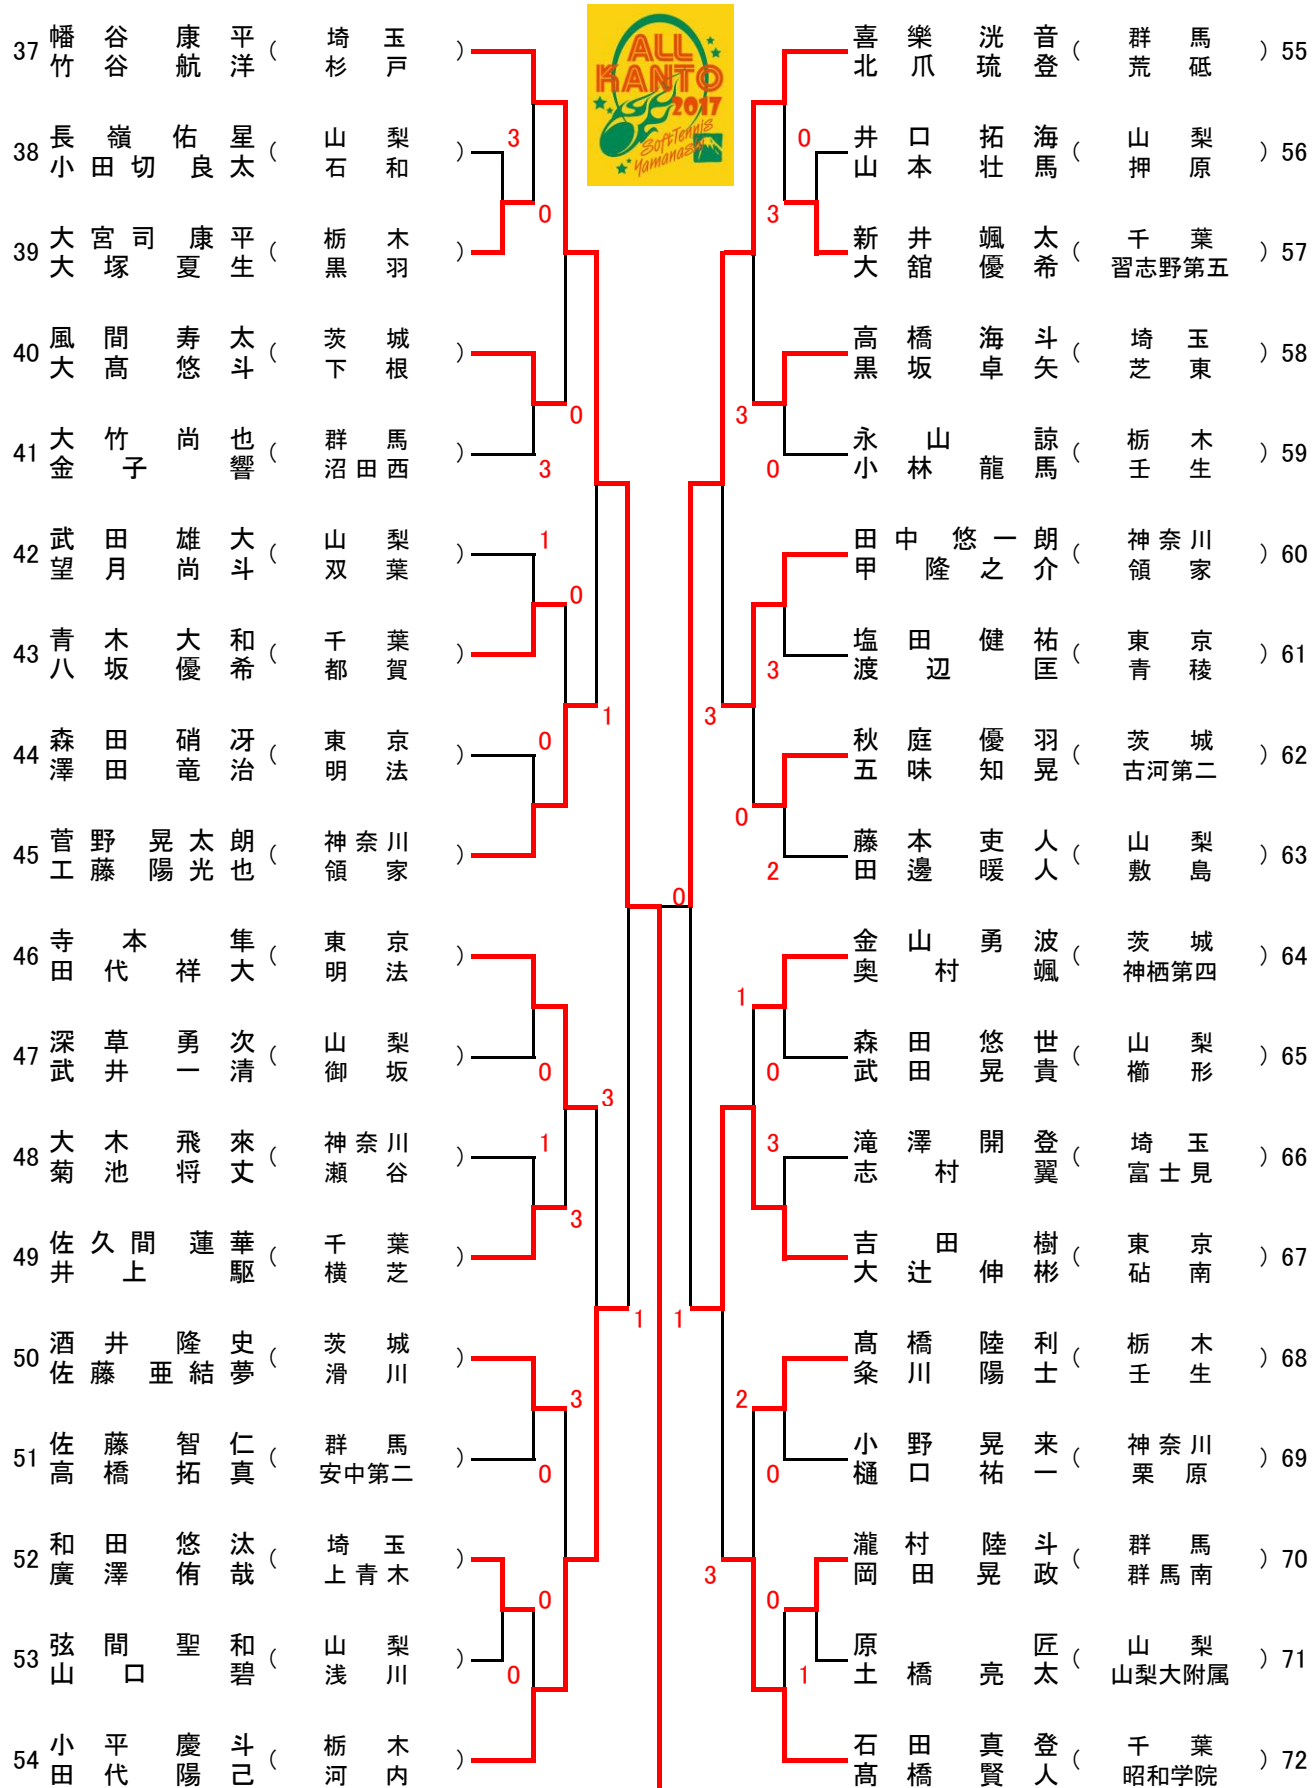 ALL
KANTO
2017
SoftTennis
Yamanashi
37 幡谷康平 ( 埼玉 )
竹谷航洋 杉戸
3
38 長嶺佑星 ( 山梨 )
小田切良太 石和
0
39 大宮司康平 ( 栃木 )
大塚夏生 黒羽
40 風間寿太 ( 茨城 )
大髙悠斗 下根
0
41 大竹尚也 ( 群馬 )
金子響 沼田西
3
42 武田雄大 ( 山梨 )
望月尚斗 双葉
1
0
43 青木大和 ( 千葉 )
八坂優希 都賀
1
44 森田硝冴 ( 東京 )
澤田竜治 明法
0
45 菅野晃太朗 ( 神奈川 )
工藤陽光也 領家
46 寺本隼 ( 東京 )
田代祥大 明法
47 深草勇次 ( 山梨 )
武井一清 御坂
0
3
48 大木飛來 ( 神奈川 )
菊池将丈 瀬谷
1
3
49 佐久間蓮華 ( 千葉 )
井上駆 横芝
1
50 酒井隆史 ( 茨城 )
佐藤亜結夢 滑川
3
51 佐藤智仁 ( 群馬 )
高橋拓真 安中第二
0
52 和田悠汰 ( 埼玉 )
廣澤侑哉 上青木
0
53 弦間聖和 ( 山梨 )
山口碧 浅川
0
54 小平慶斗 ( 栃木 )
田代陽己 河内
0
喜樂洸音 ( 群馬 ) 55
北爪琉登 荒砥
0
井口拓海 ( 山梨 ) 56
山本壮馬 押原
3
新井颯太 ( 千葉 ) 57
大舘優希 習志野第五
高橋海斗 ( 埼玉 ) 58
黒坂卓矢 芝東
3
永山諒 ( 栃木 ) 59
小林龍馬 壬生
0
田中悠一朗 ( 神奈川 ) 60
甲隆之介 領家
塩田健祐 ( 東京 ) 61
渡辺匡 青稜
3
3
秋庭優羽 ( 茨城 ) 62
五味知晃 古河第二
0
藤本吏人 ( 山梨 ) 63
田邊暖人 敷島
2
金山勇波 ( 茨城 ) 64
奥村颯 神栖第四
1
森田悠世 ( 山梨 ) 65
武田晃貴 櫛形
0
滝澤開登 ( 埼玉 ) 66
志村翼 富士見
3
吉田樹 ( 東京 ) 67
大辻伸彬 砧南
1
髙橋陸利 ( 栃木 ) 68
粂川陽士 壬生
2
小野晃来 ( 神奈川 ) 69
樋口祐一 栗原
0
瀧村陸斗 ( 群馬 ) 70
岡田晃政 群馬南
3
0
原匠 ( 山梨 ) 71
土橋亮太 山梨大附属
1
石田真登 ( 千葉 ) 72
髙橋賢人 昭和学院